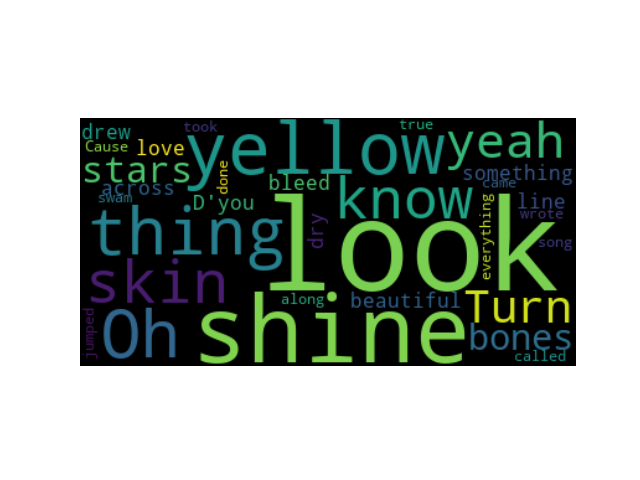 drew
took
true
Cause
love
yellow
yeah
stars
done
bleed
something
across
came
swam
D'you
know
line
wrote
thing
dry
look
everything
song
skin
along
beautiful
Turn
jumped
Oh
shine
bones
called